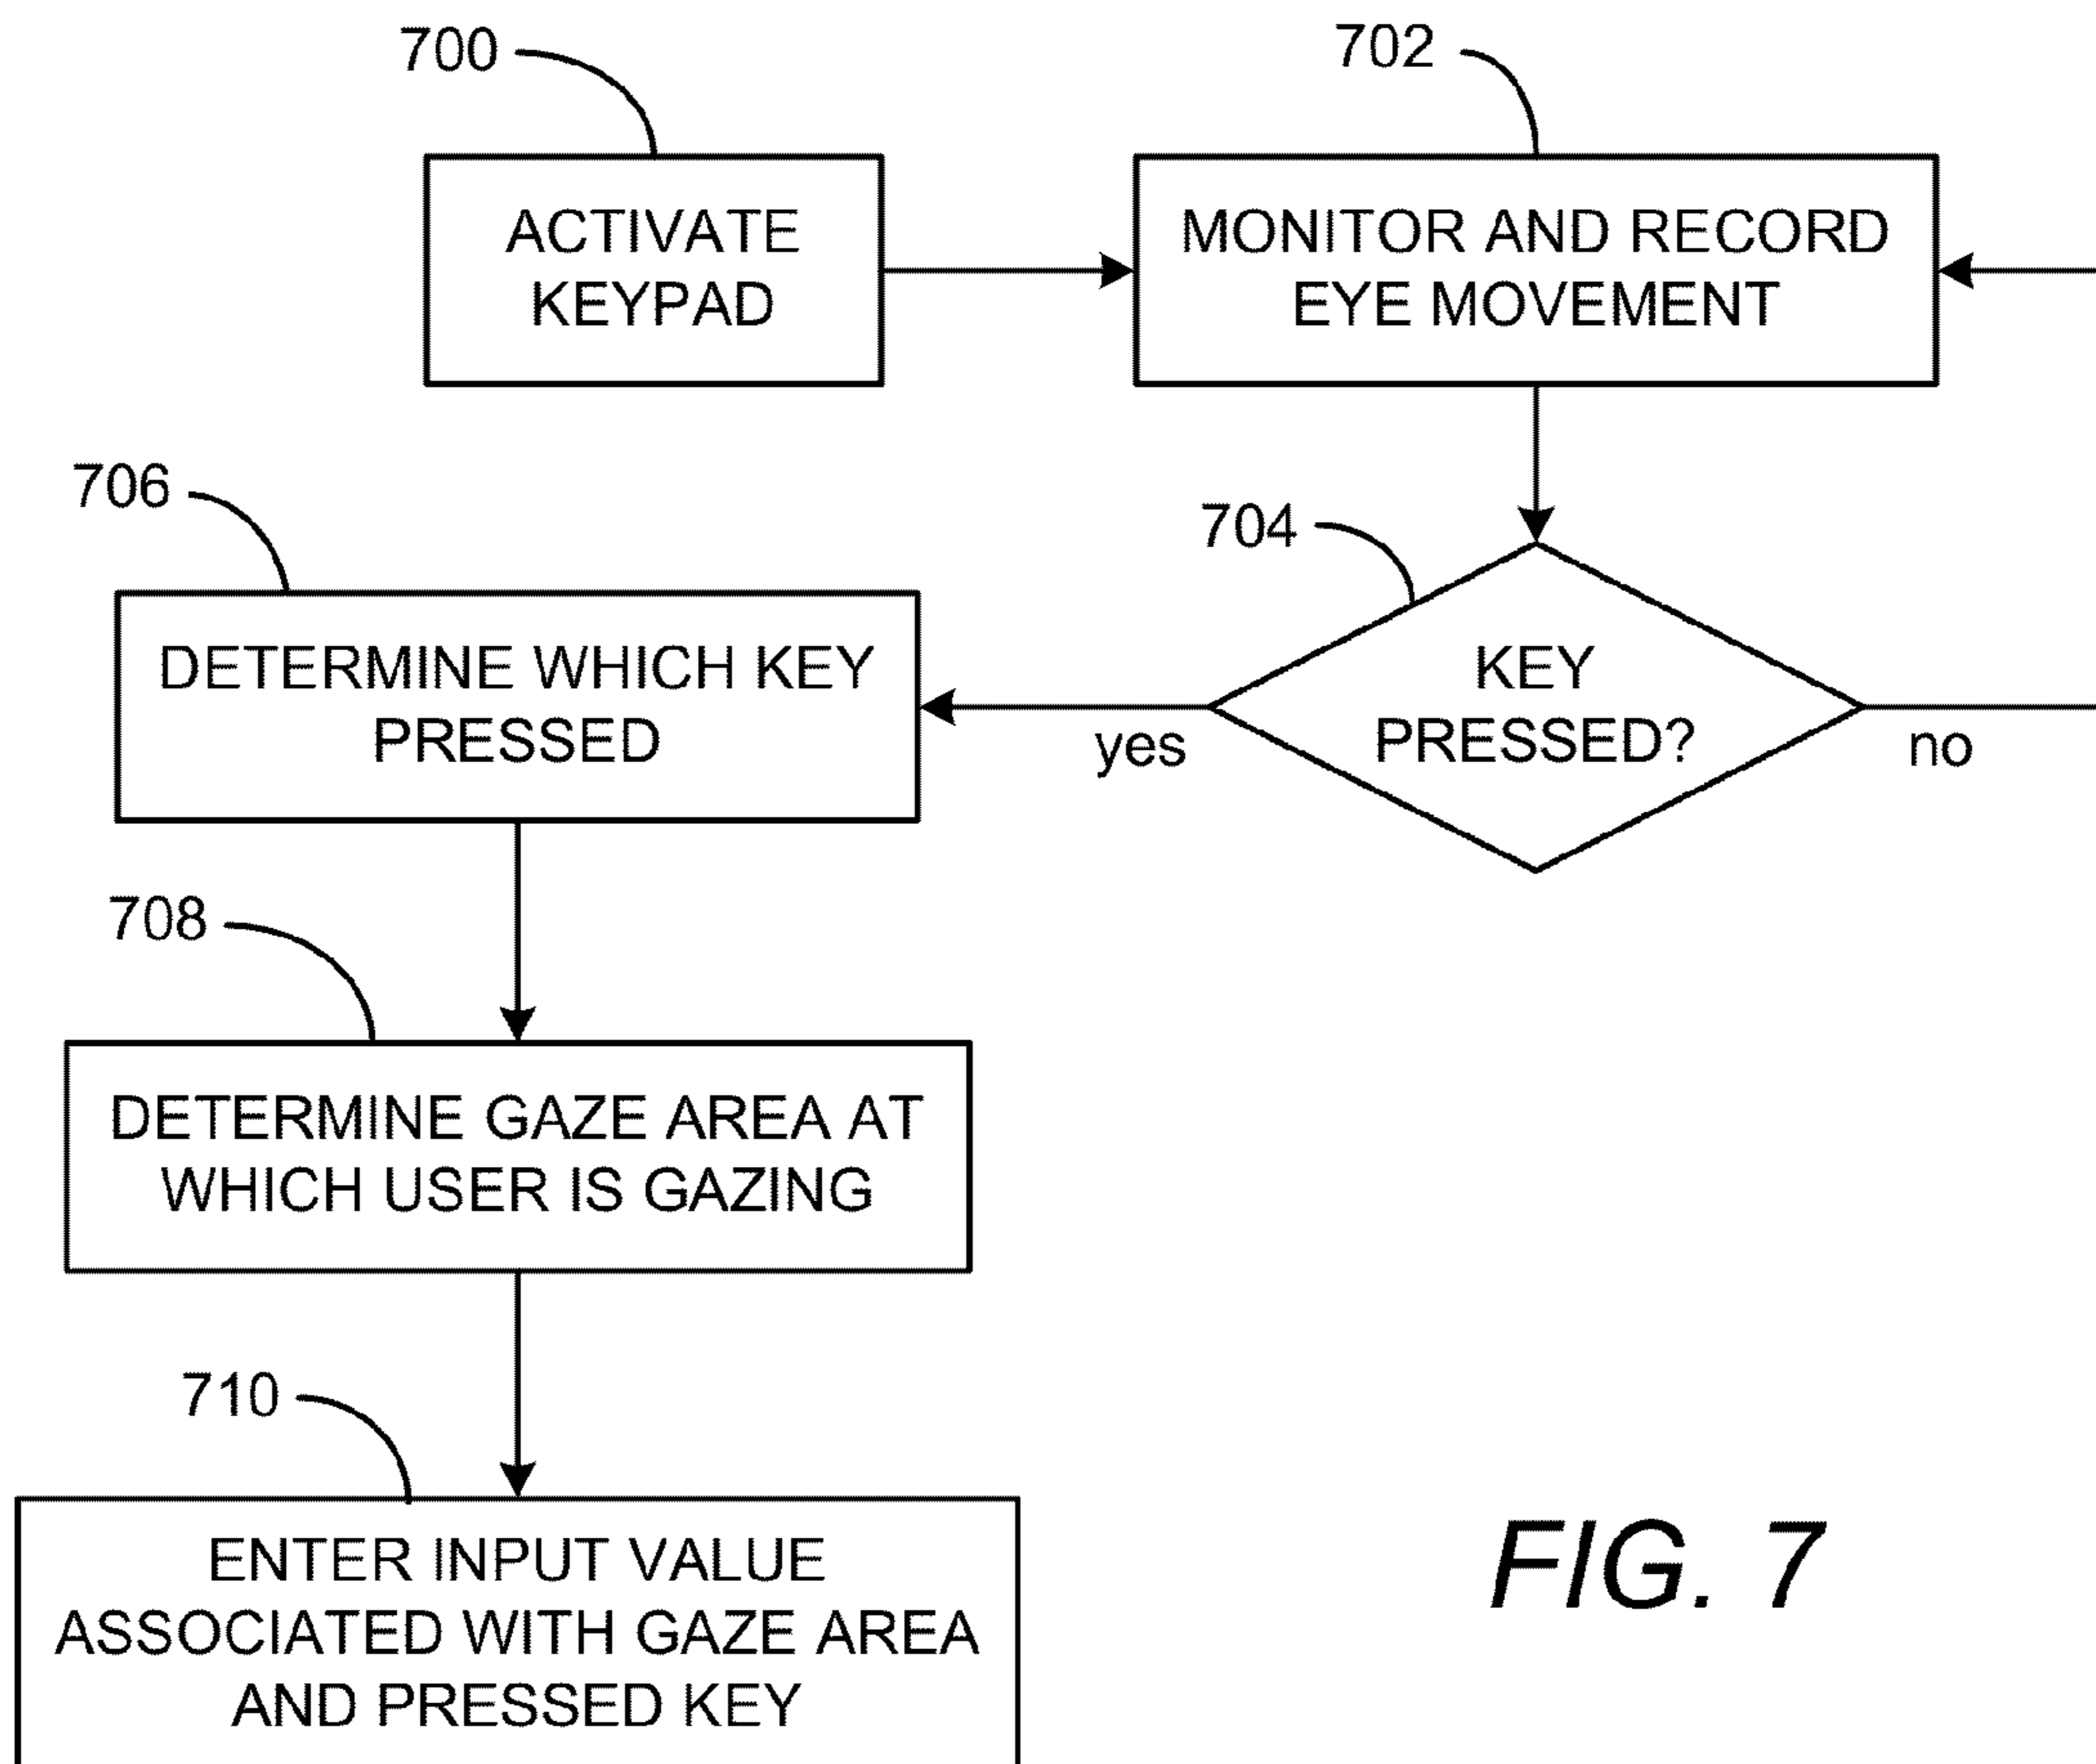 700
ACTIVATE
KEYPAD
702
MONITOR AND RECORD
EYE MOVEMENT
704
KEY
PRESSED?
yes
no
706
DETERMINE WHICH KEY
PRESSED
708
DETERMINE GAZE AREA AT
WHICH USER IS GAZING
710
ENTER INPUT VALUE
ASSOCIATED WITH GAZE AREA
AND PRESSED KEY
FIG. 7